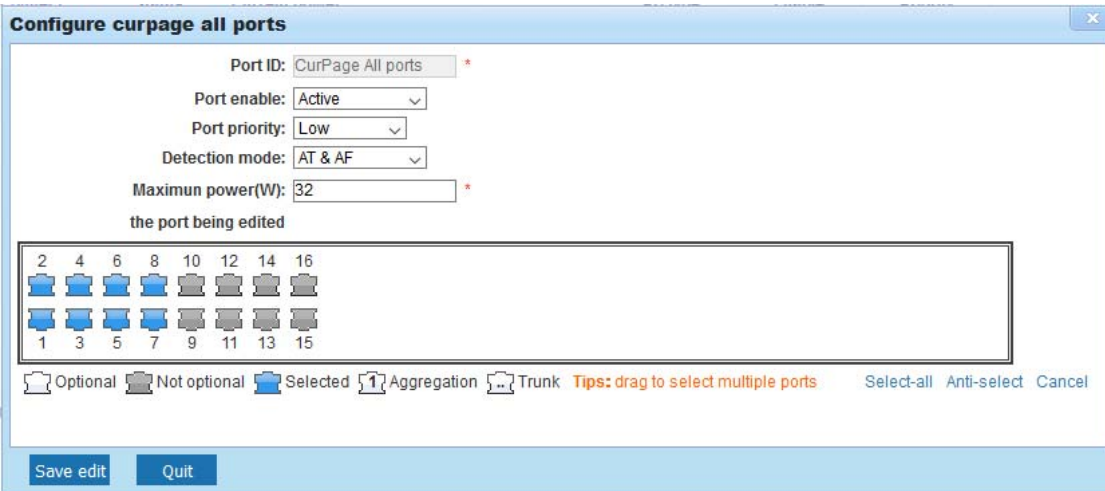 Configure curpage all ports
Port ID: CurPage All ports *
Port enable: Active
Port priority: Low
Detection mode: AT & AF
Maximun power(W): 32 *
the port being edited
2 4 6 8 10 12 14 16
1 3 5 7 9 11 13 15
Optional Not optional Selected 1 Aggregation .. Trunk Tips: drag to select multiple ports Select-all Anti-select Cancel
Save edit Quit